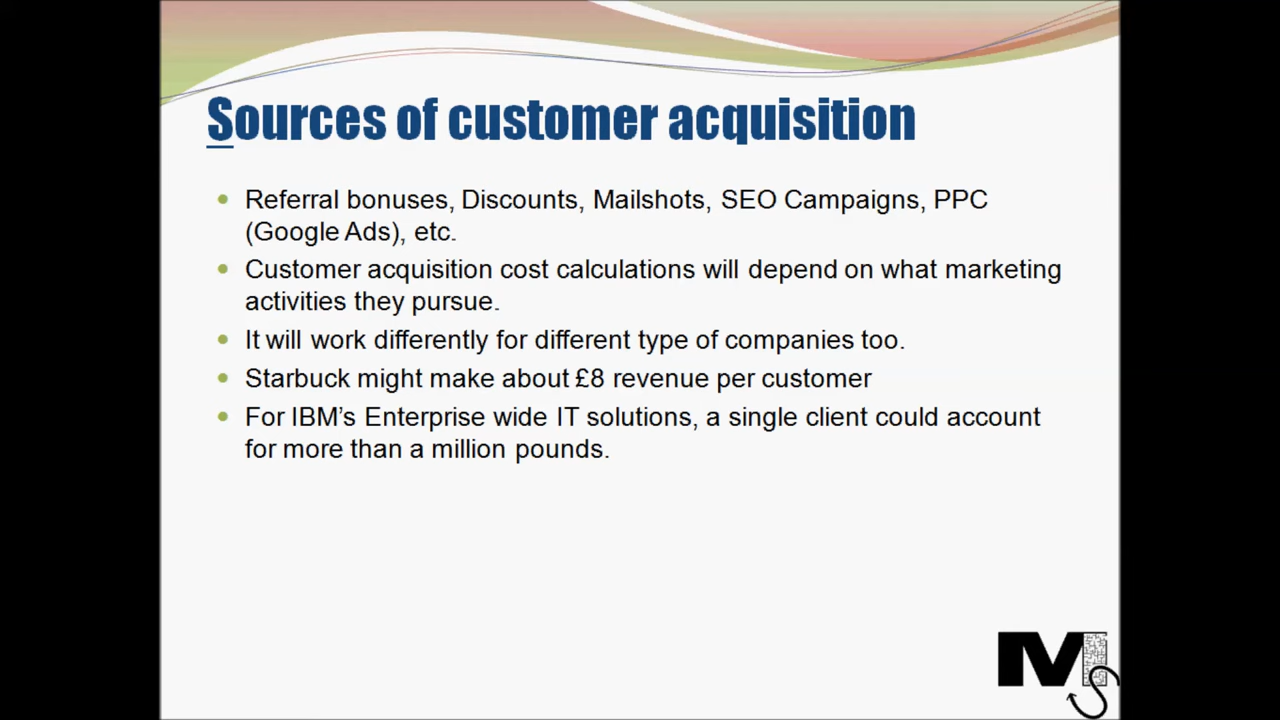 Sources of customer acquisition
Referral bonuses, Discounts, Mailshots, SEO Campaigns, PPC
(Google Ads), etc.
Customer acquisition cost calculations will depend on what marketing
activities they pursue.
It will work differently for different type of companies too.
Starbuck might make about £8 revenue per customer
For IBM’s Enterprise wide IT solutions, a single client could account
for more than a million pounds.
MS